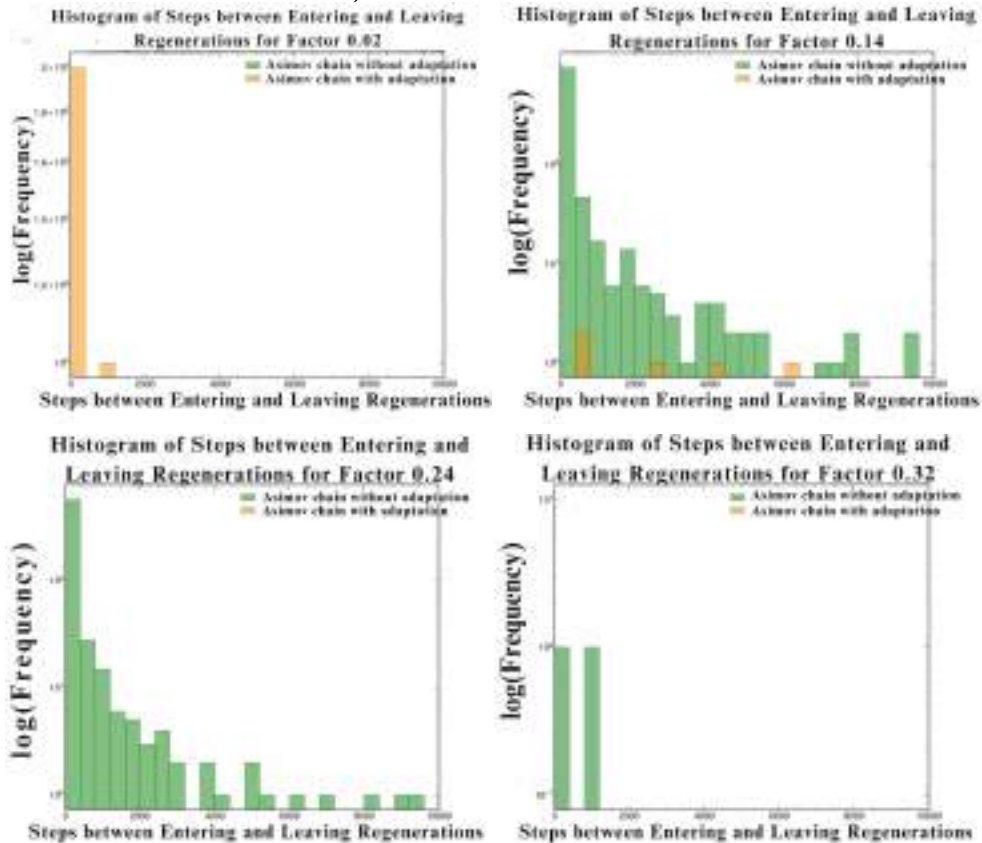 Histogram of Steps between Entering and Leaving
Regenerations for Factor 0.02
Asimov chain without adaptation
Asimov chain with adaptation
log(Frequency)
0 2000 4000 6000 8000 10000
Steps between Entering and Leaving Regenerations
Histogram of Steps between Entering and Leaving
Regenerations for Factor 0.14
Asimov chain without adaptation
Asimov chain with adaptation
log(Frequency)
0 2000 4000 6000 8000 10000
Steps between Entering and Leaving Regenerations
Histogram of Steps between Entering and
Leaving Regenerations for Factor 0.24
Asimov chain without adaptation
Asimov chain with adaptation
log(Frequency)
0 2000 4000 6000 8000 10000
Steps between Entering and Leaving Regenerations
Histogram of Steps between Entering and
Leaving Regenerations for Factor 0.32
Asimov chain without adaptation
Asimov chain with adaptation
log(Frequency)
0 2000 4000 6000 8000 10000
Steps between Entering and Leaving Regenerations